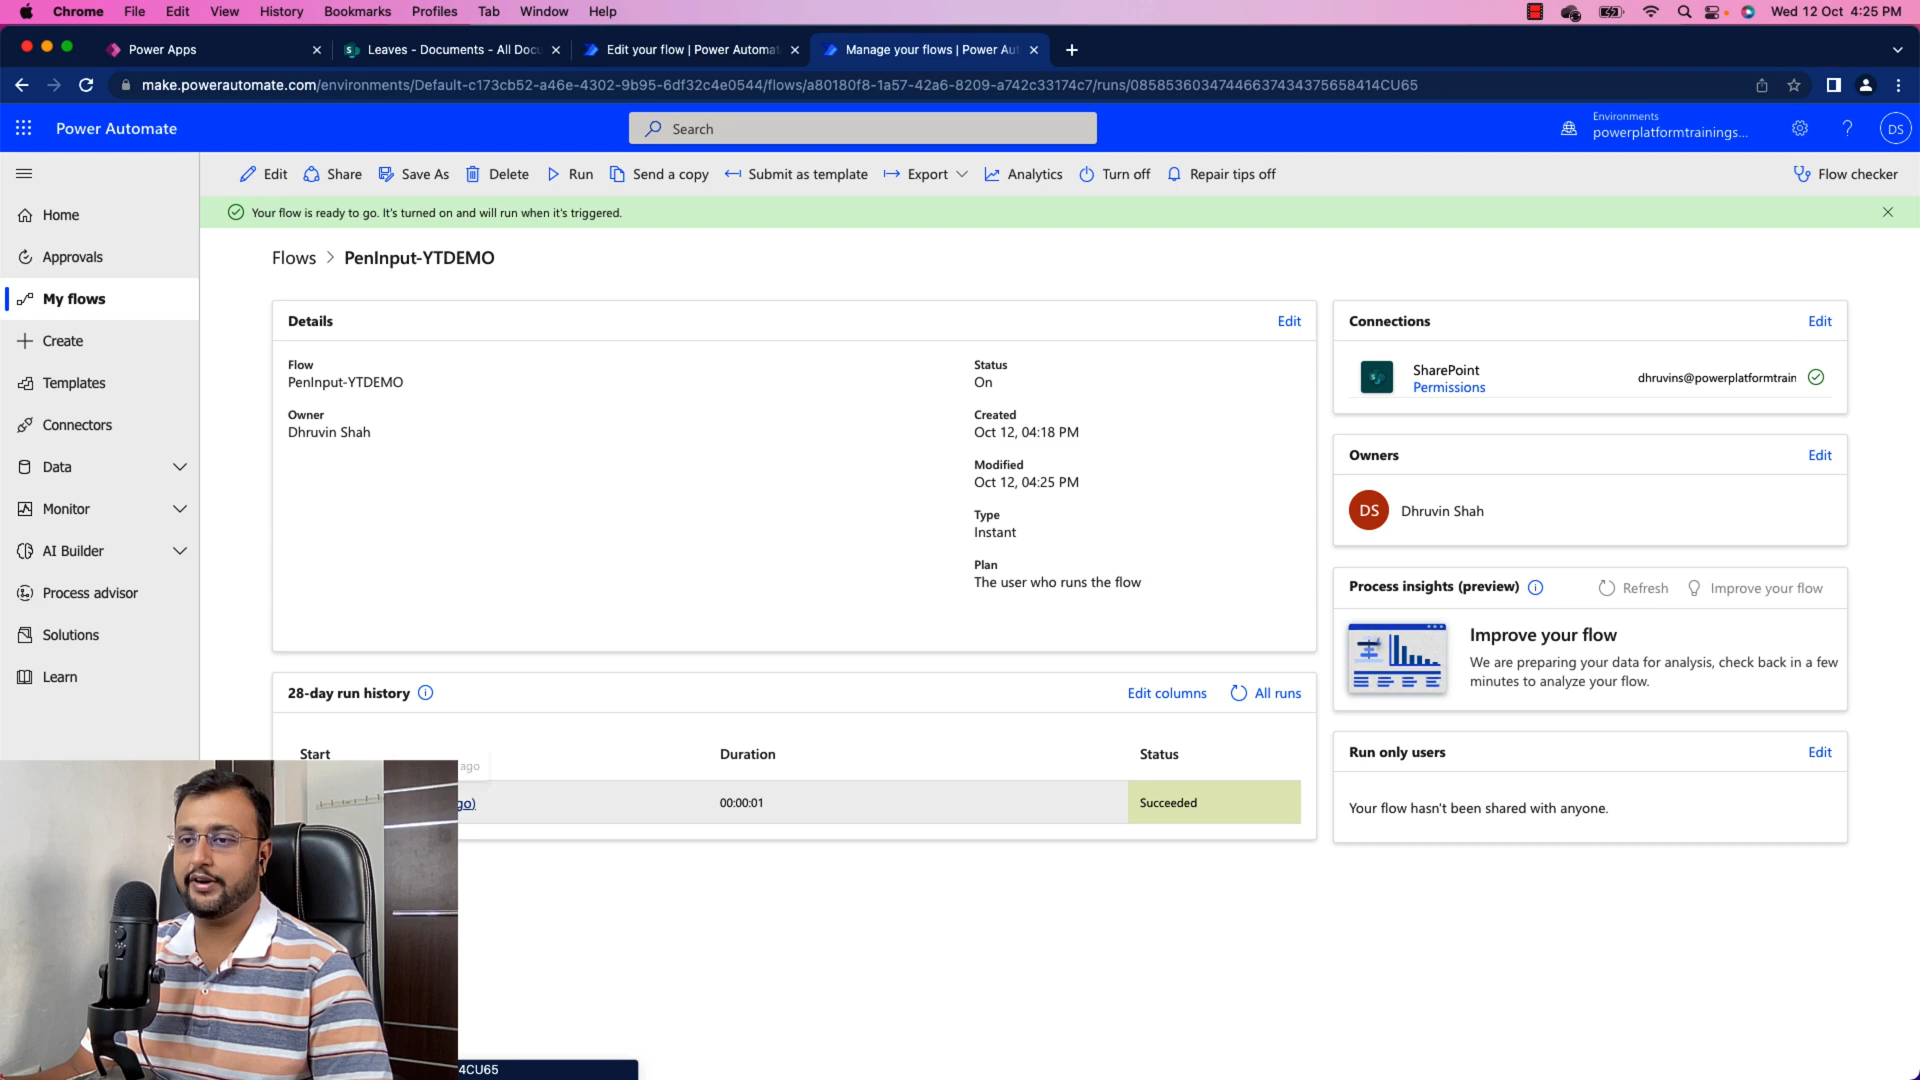 Chrome File Edit View History Bookmarks Profiles Tab Window Help Wed 12 Oct 4:25 PM
Power Apps
Leaves - Documents - All Docu
Edit your flow | Power Automat
Manage your flows | Power Aut
make.powerautomate.com/environments/Default-c173cb52-a46e-4302-9b95-6df32c4e0544/flows/a80180f8-1a57-42a6-8209-a742c33174c7/runs/08585360347446637434375658414CU65
Power Automate
Search
Environments
powerplatformtrainings...
DS
Edit Share Save As Delete Run Send a copy Submit as template Export Analytics Turn off Repair tips off Flow checker
Your flow is ready to go. It's turned on and will run when it's triggered.
Home
Approvals
My flows
Create
Templates
Connectors
Data
Monitor
AI Builder
Process advisor
Solutions
Learn
Flows > PenInput-YTDEMO
Details Edit
Flow
PenInput-YTDEMO
Owner
Dhruvin Shah
Status
On
Created
Oct 12, 04:18 PM
Modified
Oct 12, 04:25 PM
Type
Instant
Plan
The user who runs the flow
28-day run history Edit columns All runs
Start Duration Status
ago
go) 00:00:01 Succeeded
Connections Edit
SharePoint
Permissions
dhruvins@powerplatformtrain
Owners Edit
DS Dhruvin Shah
Process insights (preview) Refresh Improve your flow
Improve your flow
We are preparing your data for analysis, check back in a few
minutes to analyze your flow.
Run only users Edit
Your flow hasn't been shared with anyone.
4CU65